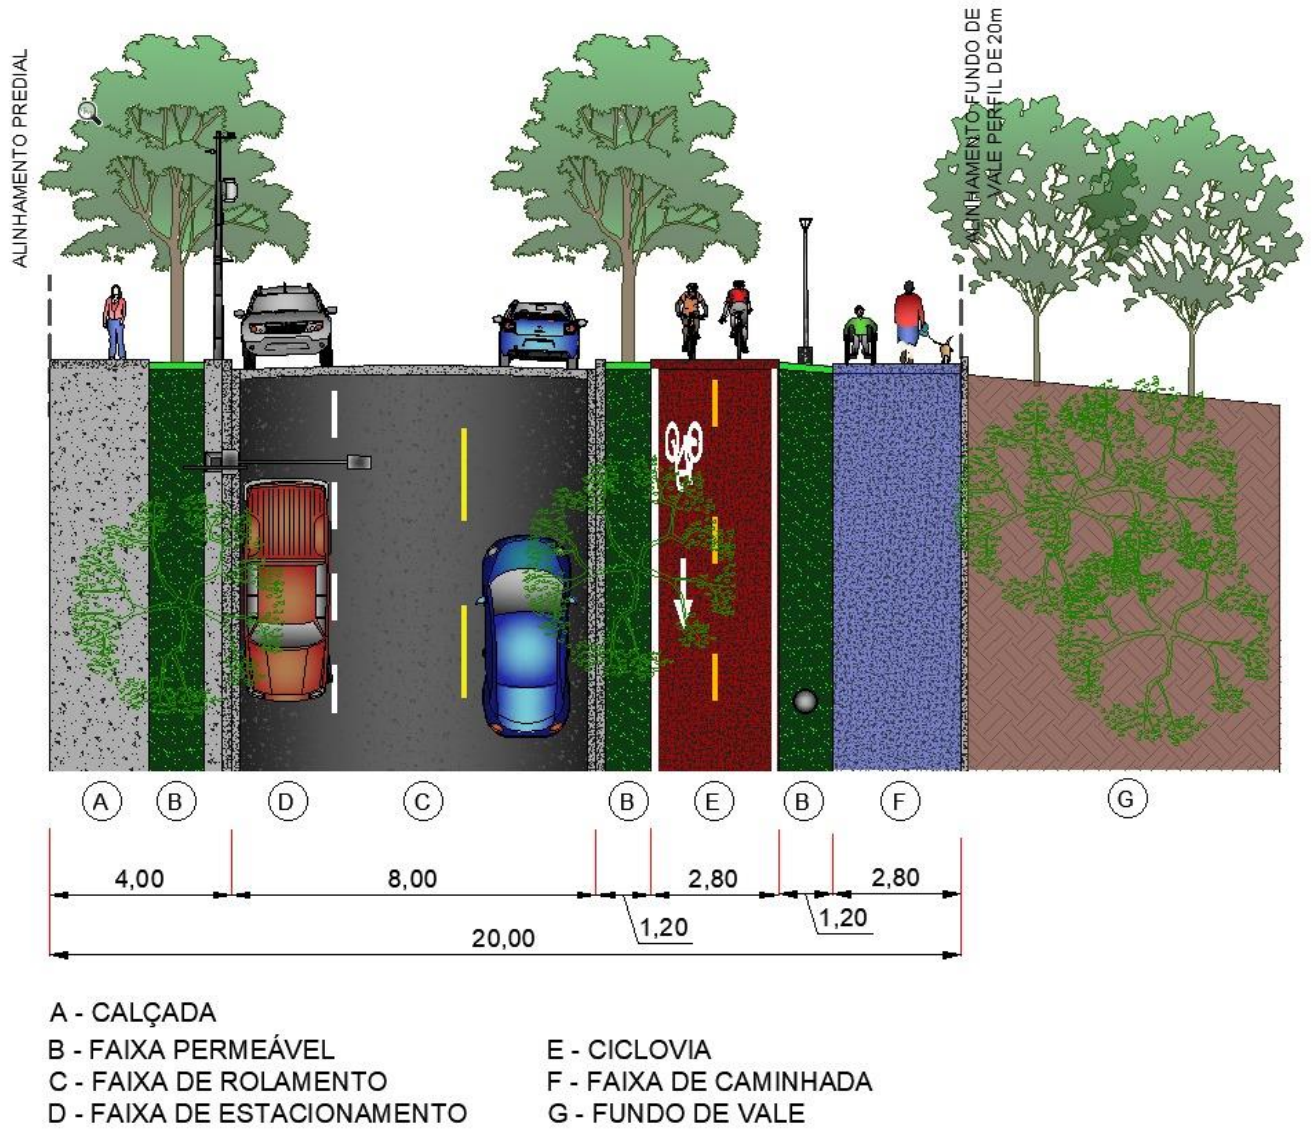 ALINHAMENTO PREDIAL
ALINHAMENTO FUNDO DE
VALE PERFIL DE 20m
A
B
D
C
B
E
B
F
G
4,00
8,00
2,80
2,80
1,20
1,20
20,00
A - CALÇADA
B - FAIXA PERMEÁVEL
C - FAIXA DE ROLAMENTO
D - FAIXA DE ESTACIONAMENTO
E - CICLOVIA
F - FAIXA DE CAMINHADA
G - FUNDO DE VALE